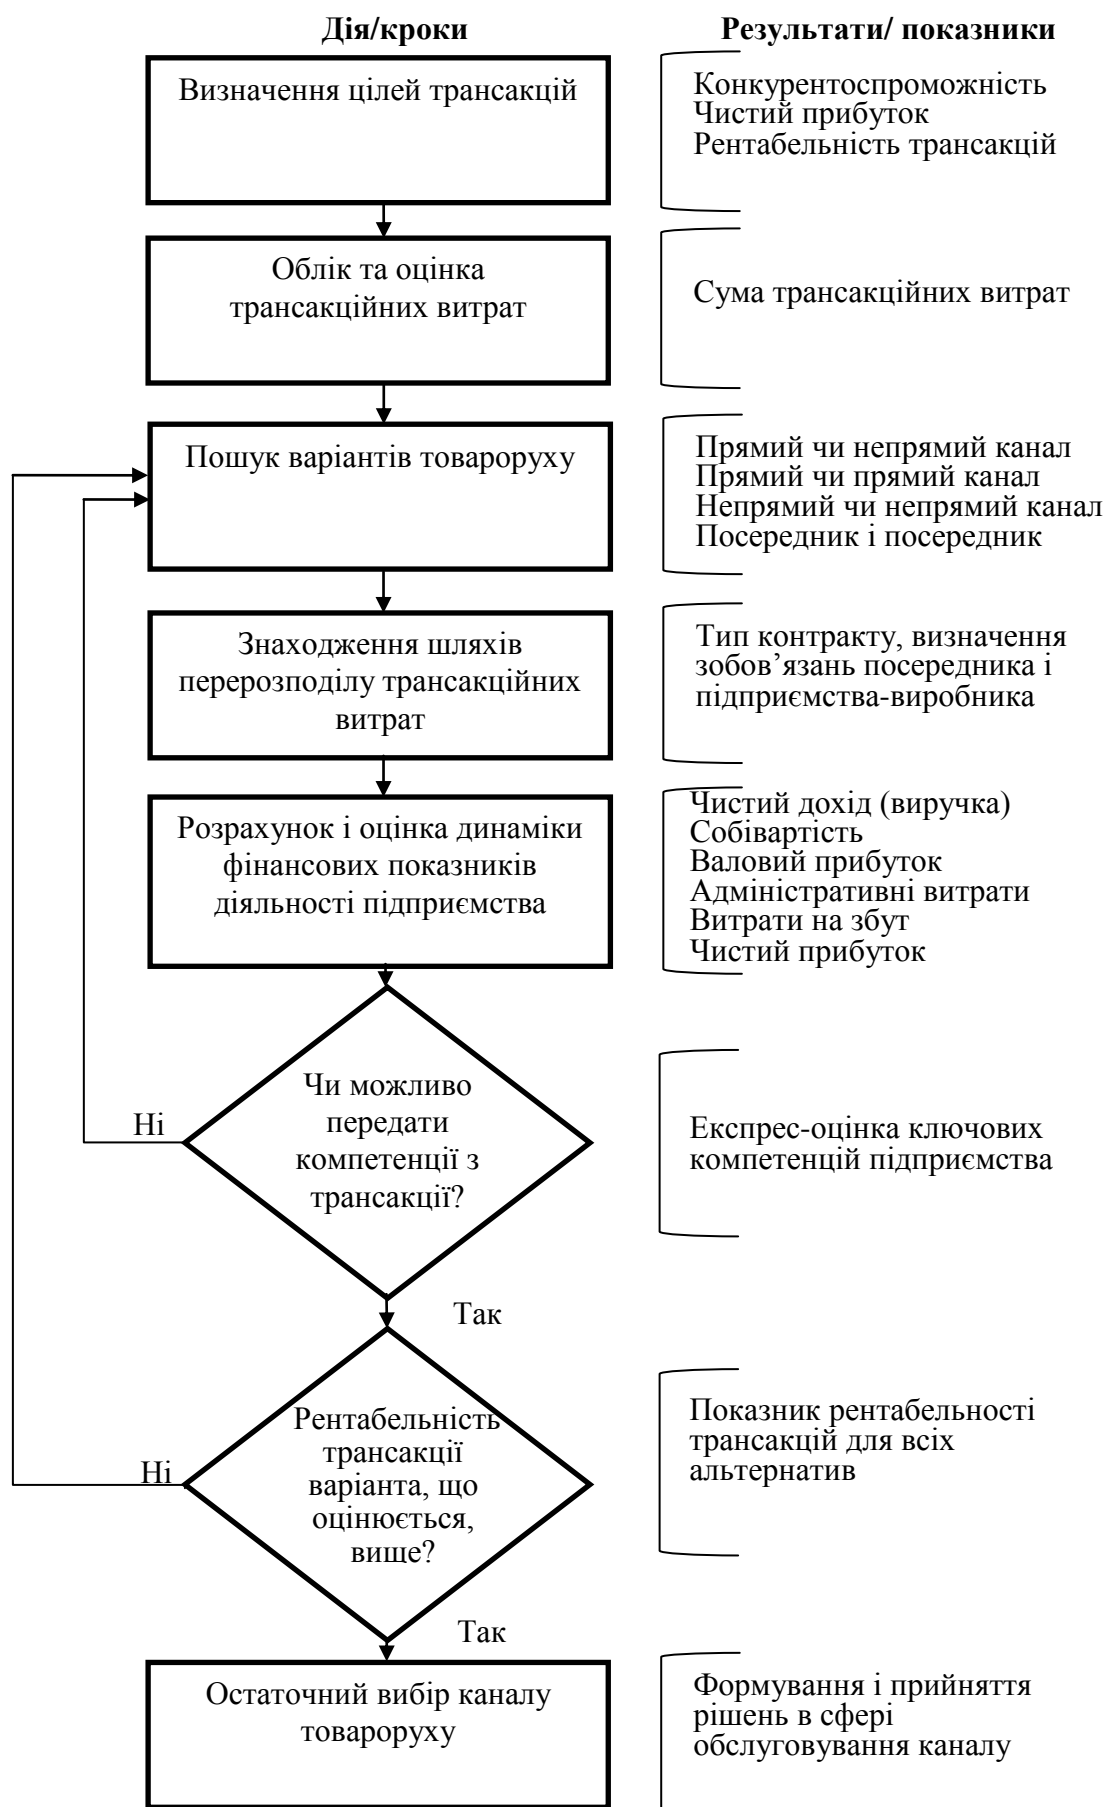 Дія/кроки
Результати/ показники
Визначення цілей трансакцій
Конкурентоспроможність
Чистий прибуток
Рентабельність трансакцій
Облік та оцінка
трансакційних витрат
Сума трансакційних витрат
Пошук варіантів товароруху
Прямий чи непрямий канал
Прямий чи прямий канал
Непрямий чи непрямий канал
Посередник і посередник
Знаходження шляхів
перерозподілу трансакційних
витрат
Тип контракту, визначення
зобов’язань посередника і
підприємства-виробника
Розрахунок і оцінка динаміки
фінансових показників
діяльності підприємства
Чистий дохід (виручка)
Собівартість
Валовий прибуток
Адміністративні витрати
Витрати на збут
Чистий прибуток
Чи можливо
передати
компетенції з
трансакції?
Ні
Експрес-оцінка ключових
компетенцій підприємства
Так
Рентабельність
трансакції
варіанта, що
оцінюється,
вище?
Ні
Показник рентабельності
трансакцій для всіх
альтернатив
Так
Остаточний вибір каналу
товароруху
Формування і прийняття
рішень в сфері
обслуговування каналу